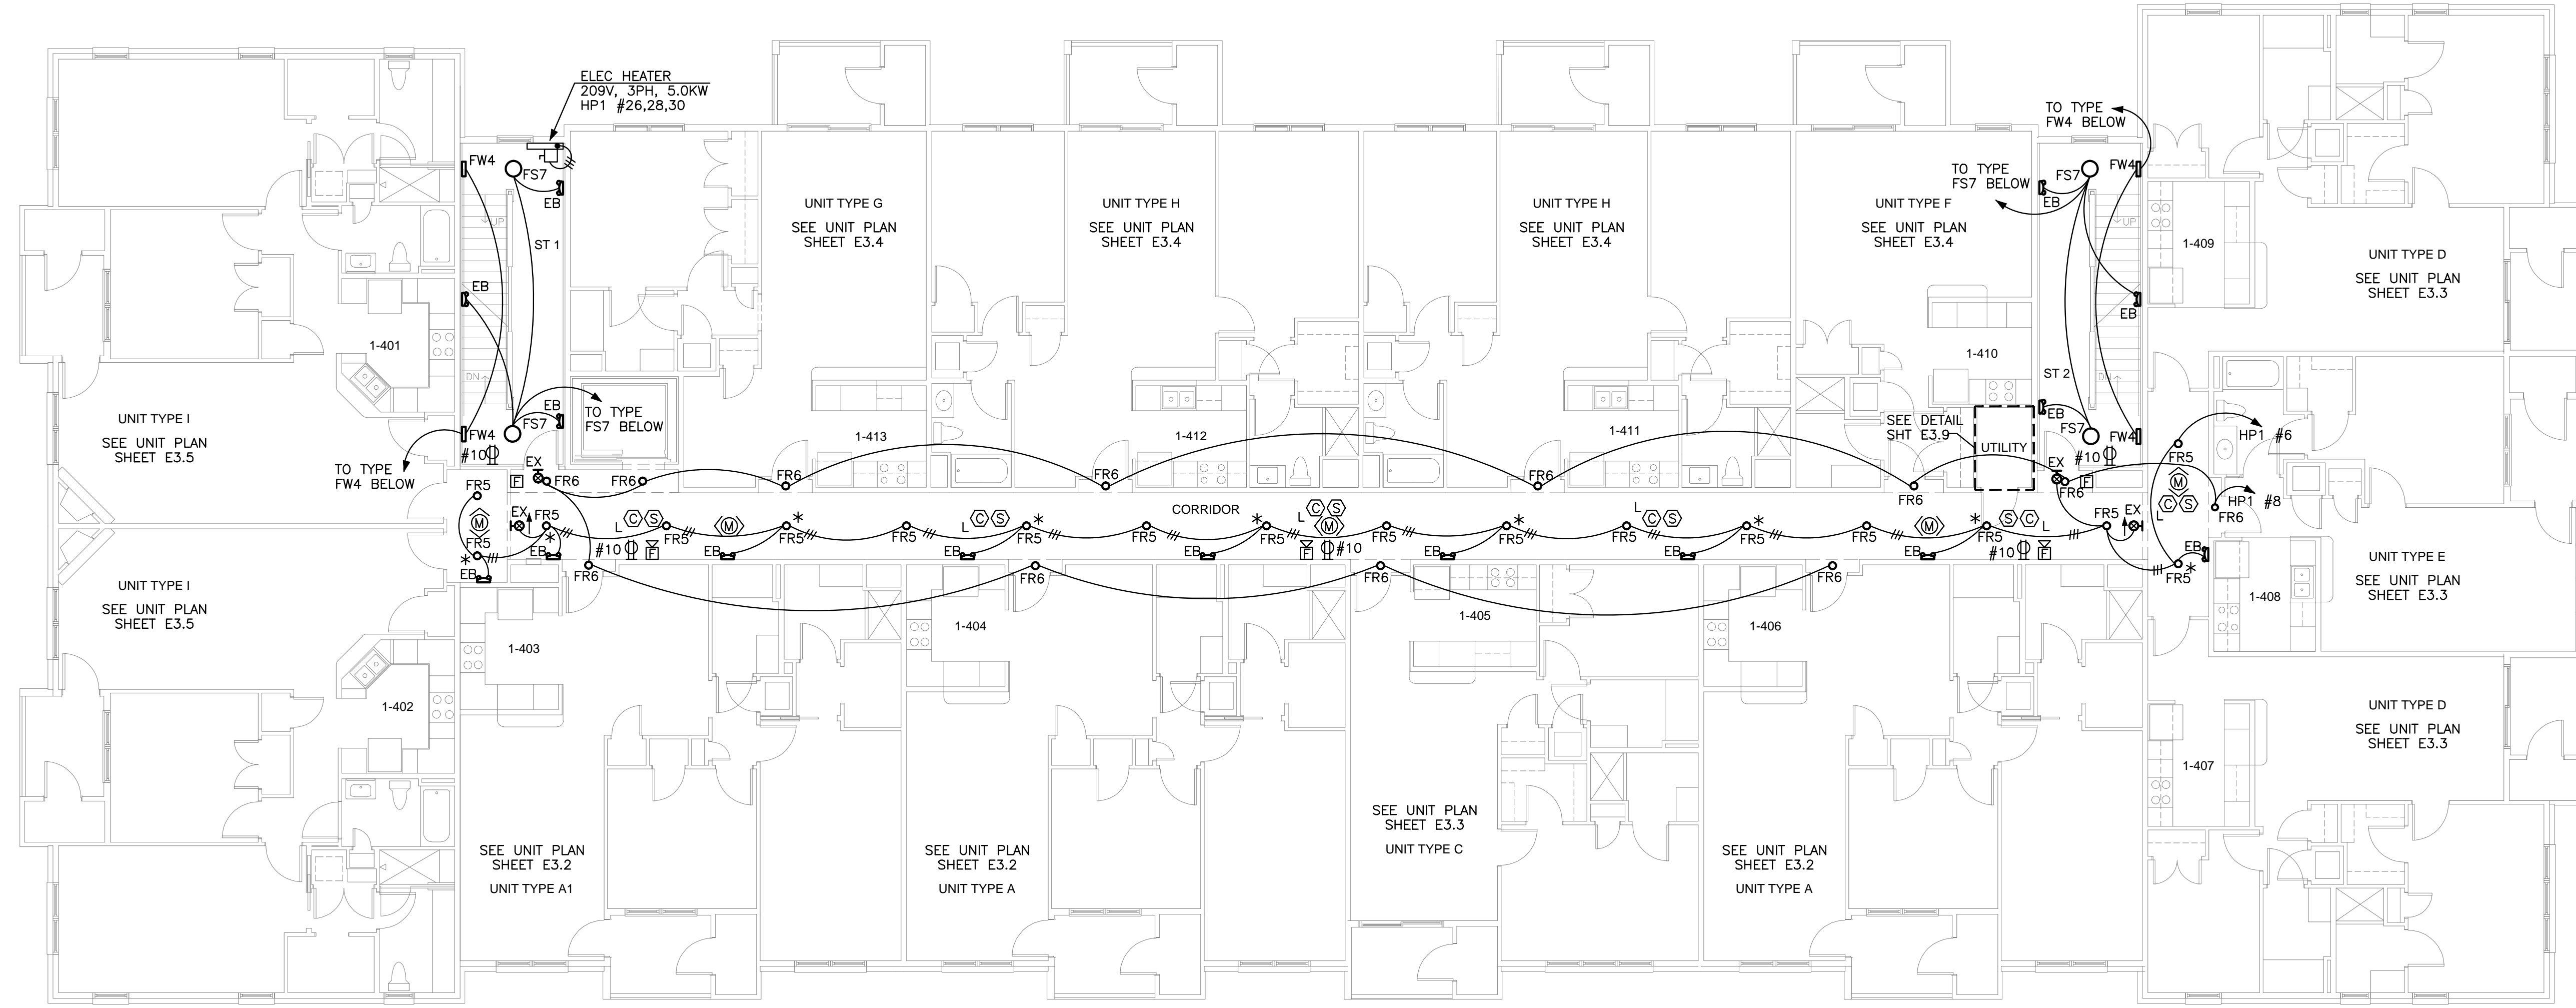 ELEC HEATER
209V, 3PH, 5.0KW
HP1 #26,28,30
TO TYPE
FW4 BELOW
FW4
FS7
EB
UP
ST 1
EB
DN
FW4
FS7
EB
#10
TO TYPE
FS7 BELOW
TO TYPE
FW4 BELOW
UNIT TYPE G
SEE UNIT PLAN
SHEET E3.4
UNIT TYPE H
SEE UNIT PLAN
SHEET E3.4
UNIT TYPE H
SEE UNIT PLAN
SHEET E3.4
UNIT TYPE F
SEE UNIT PLAN
SHEET E3.4
TO TYPE
FS7 BELOW
FS7
FW4
EB
UP
EB
ST 2
DN
EB
FS7
FW4
#10
1-409
UNIT TYPE D
SEE UNIT PLAN
SHEET E3.3
1-401
UNIT TYPE I
SEE UNIT PLAN
SHEET E3.5
1-413
1-412
1-411
1-410
SEE DETAIL
SHT E3.9
UTILITY
HP1 #6
HP1 #8
EX
FR6
FR6
FR6
FR6
FR6
FR6
EX
FR6
F
F
FR5
M
EX
FR5
L
C
S
FR5
M
FR5
*
FR5
L
C
S
FR5
*
FR5
CORRIDOR
FR5
*
L
C
S
M
FR5
FR5
*
FR5
L
C
S
FR5
*
FR5
M
FR5
*
S
C
L
FR5
EX
FR5
M
C
S
L
FR6
FR5
*
EB
FR5
*
EB
*
EB
#10
F
EB
EB
EB
F
#10
EB
EB
EB
#10
F
FR6
FR6
FR6
FR6
UNIT TYPE I
SEE UNIT PLAN
SHEET E3.5
1-402
1-403
1-404
1-405
1-406
1-408
UNIT TYPE E
SEE UNIT PLAN
SHEET E3.3
1-407
UNIT TYPE D
SEE UNIT PLAN
SHEET E3.3
SEE UNIT PLAN
SHEET E3.2
UNIT TYPE A1
SEE UNIT PLAN
SHEET E3.2
UNIT TYPE A
SEE UNIT PLAN
SHEET E3.3
UNIT TYPE C
SEE UNIT PLAN
SHEET E3.2
UNIT TYPE A